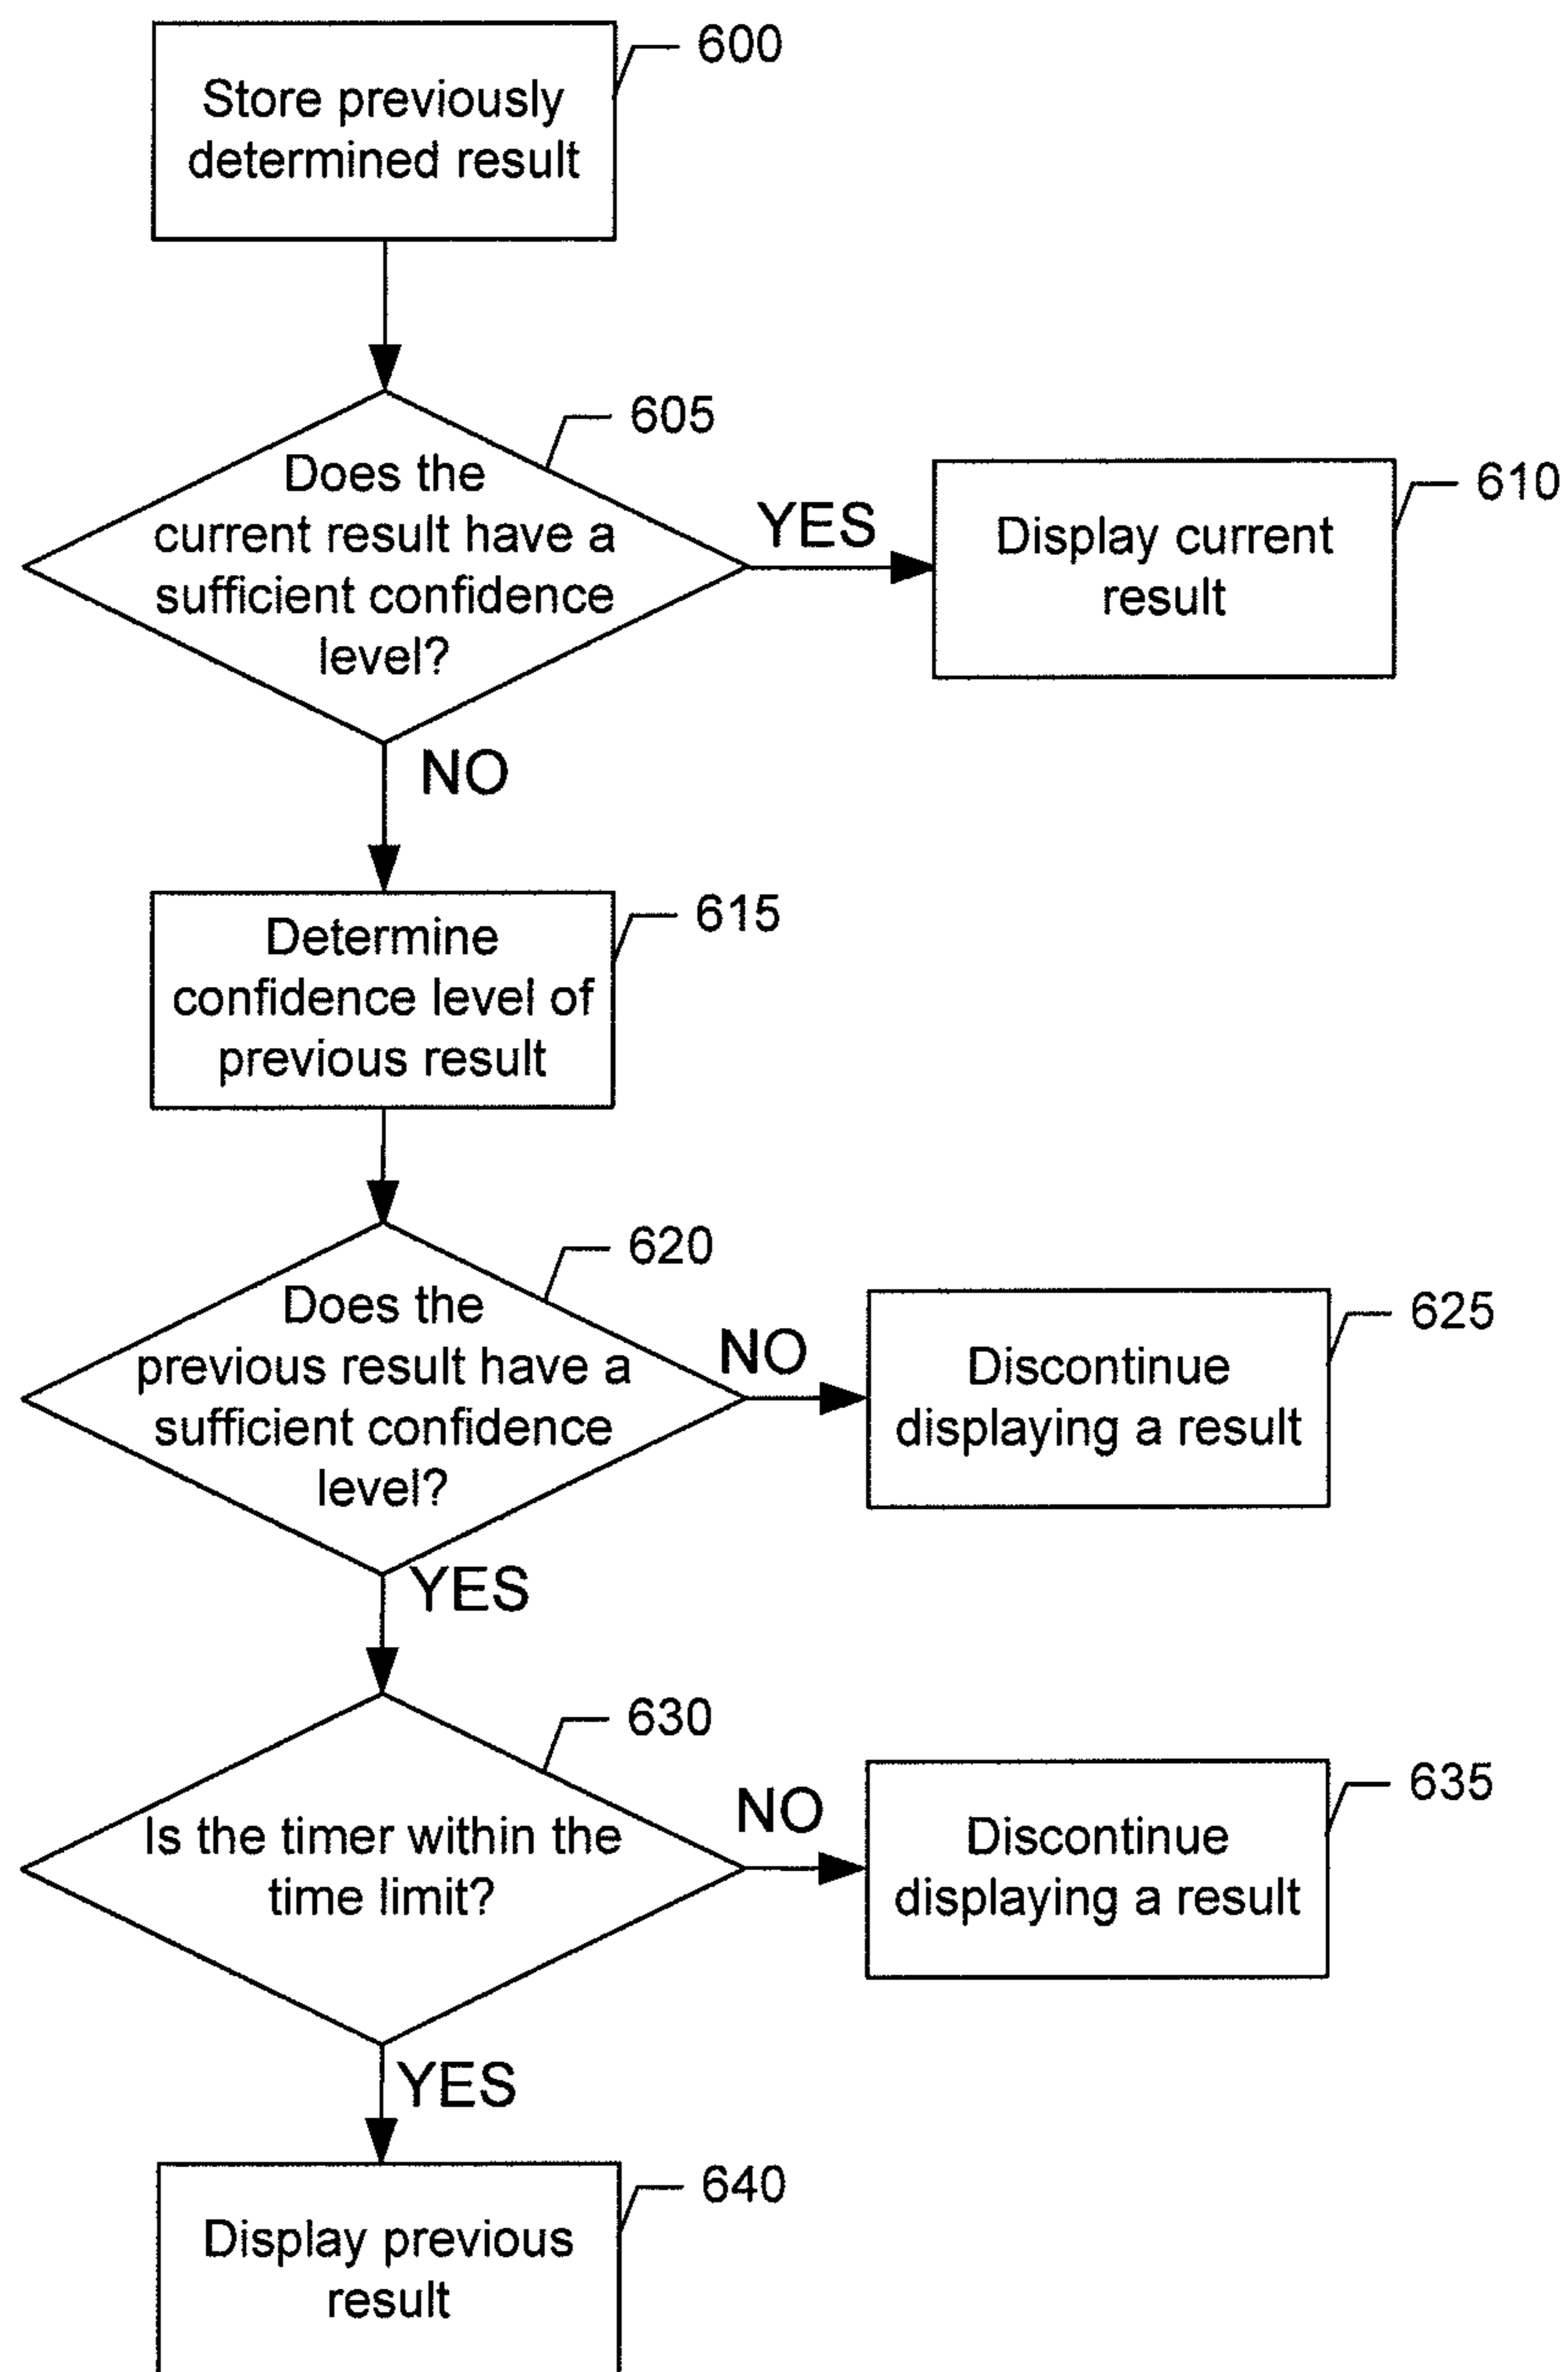 600
Store previously
determined result
605
Does the
current result have a
sufficient confidence
level?
YES
610
Display current
result
NO
615
Determine
confidence level of
previous result
620
Does the
previous result have a
sufficient confidence
level?
NO
625
Discontinue
displaying a result
YES
630
Is the timer within the
time limit?
NO
635
Discontinue
displaying a result
YES
640
Display previous
result